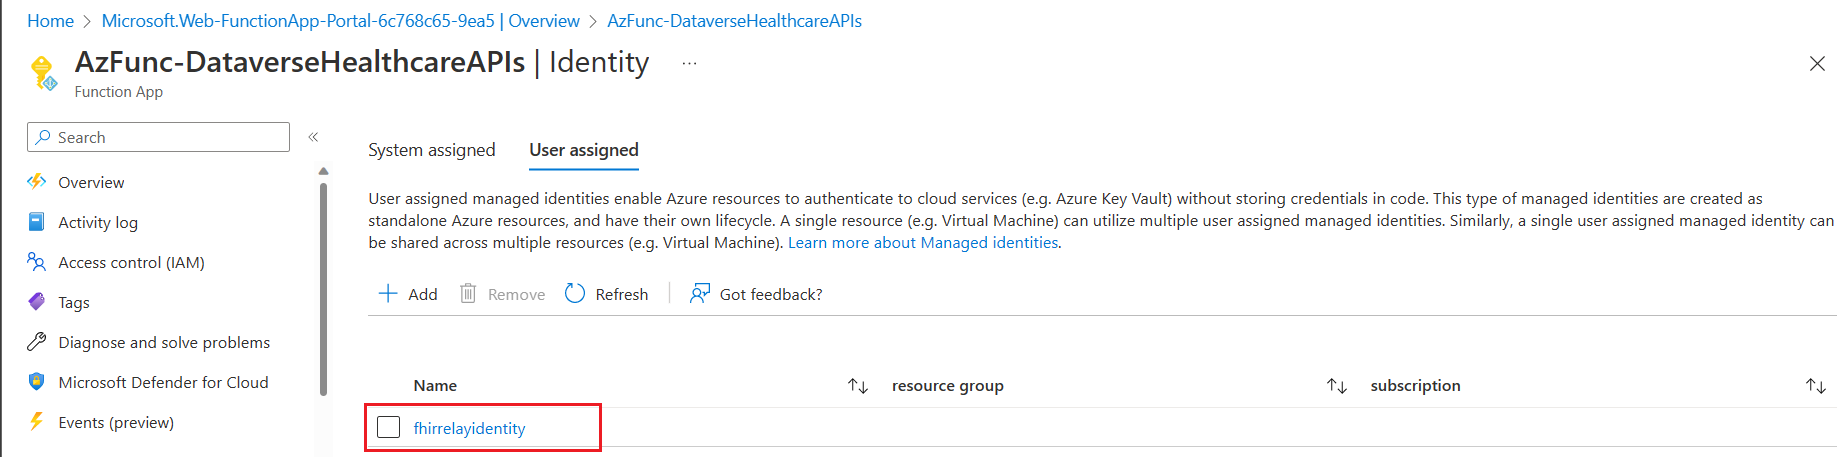 Home > Microsoft.Web-FunctionApp-Portal-6c768c65-9ea5 | Overview > AzFunc-DataverseHealthcareAPIs
AzFunc-DataverseHealthcareAPIs | Identity ...
Function App
Search «
Overview
Activity log
Access control (IAM)
Tags
Diagnose and solve problems
Microsoft Defender for Cloud
Events (preview)
System assigned User assigned
User assigned managed identities enable Azure resources to authenticate to cloud services (e.g. Azure Key Vault) without storing credentials in code. This type of managed identities are created as
standalone Azure resources, and have their own lifecycle. A single resource (e.g. Virtual Machine) can utilize multiple user assigned managed identities. Similarly, a single user assigned managed identity can
be shared across multiple resources (e.g. Virtual Machine). Learn more about Managed identities.
Add Remove Refresh | Got feedback?
Name resource group subscription
fhirrelayidentity